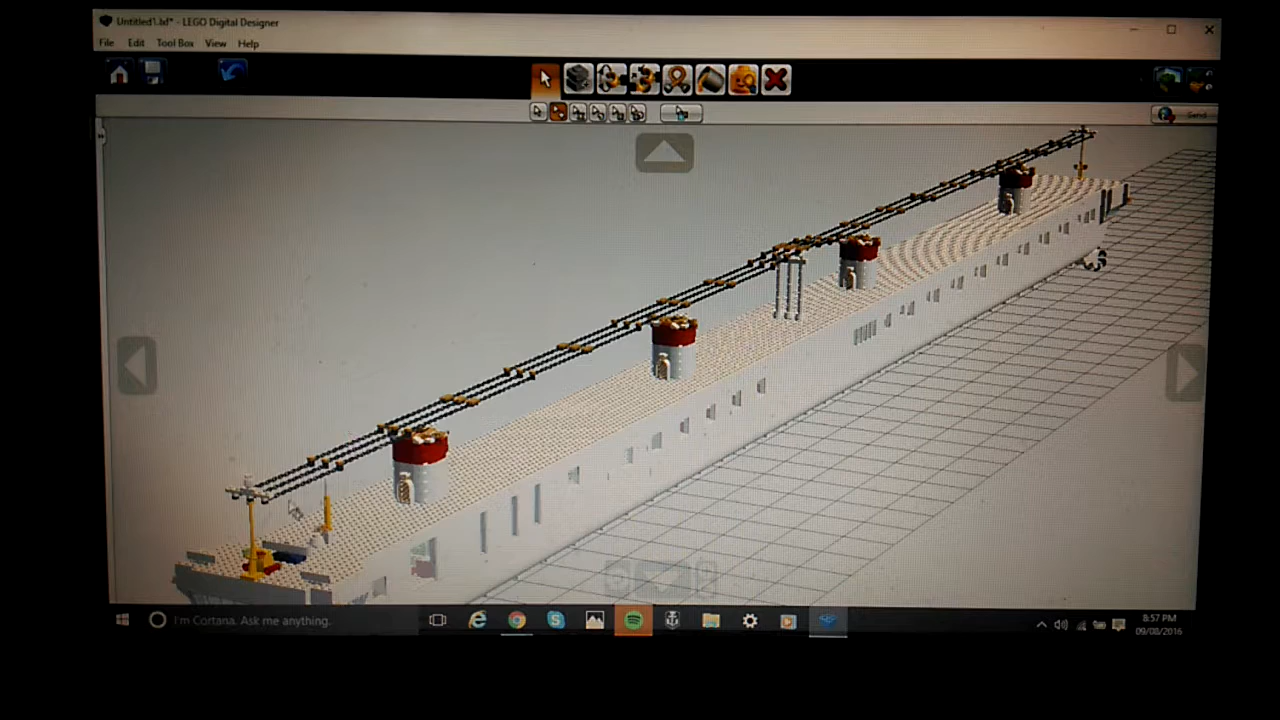 Untitled1.lxf* - LEGO Digital Designer
File Edit Tool Box View Help
Send
I'm Cortana. Ask me anything.
8:57 PM
09/08/2016